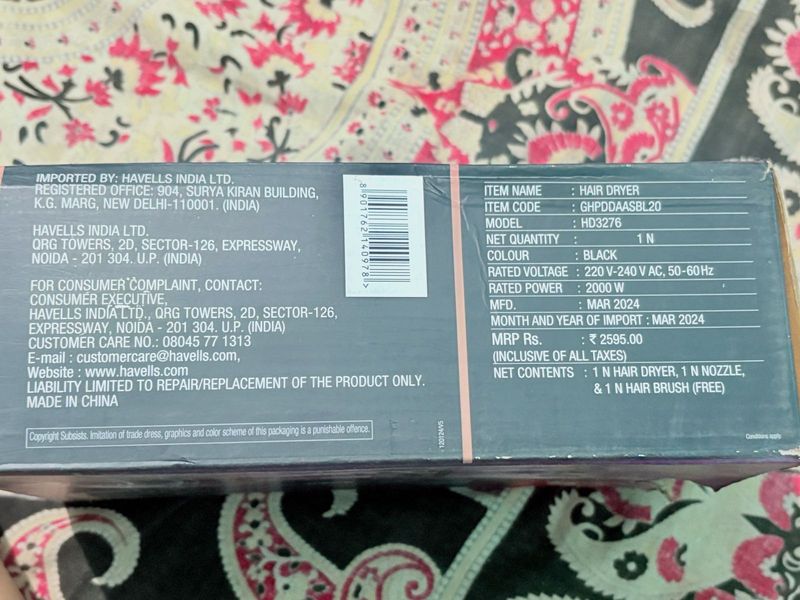 IMPORTED BY: HAVELLS INDIA LTD.
REGISTERED OFFICE: 904, SURYA KIRAN BUILDING,
K.G. MARG, NEW DELHI-110001. (INDIA)
HAVELLS INDIA LTD.
QRG TOWERS, 2D, SECTOR-126, EXPRESSWAY,
NOIDA - 201 304. U.P. (INDIA)
FOR CONSUMER COMPLAINT, CONTACT:
CONSUMER EXECUTIVE,
HAVELLS INDIA LTD., QRG TOWERS, 2D, SECTOR-126,
EXPRESSWAY, NOIDA - 201 304. U.P. (INDIA)
CUSTOMER CARE NO.: 08045 77 1313
E-mail : customercare@havells.com,
Website : www.havells.com
LIABILITY LIMITED TO REPAIR/REPLACEMENT OF THE PRODUCT ONLY.
MADE IN CHINA
Copyright Subsists. Imitation of trade dress, graphics and color scheme of this packaging is a punishable offence.
8901762140978>
120124/V5
ITEM NAME : HAIR DRYER
ITEM CODE : GHPDDAASBL20
MODEL : HD3276
NET QUANTITY : 1 N
COLOUR : BLACK
RATED VOLTAGE : 220 V-240 V AC, 50-60 Hz
RATED POWER : 2000 W
MFD. : MAR 2024
MONTH AND YEAR OF IMPORT : MAR 2024
MRP Rs. : ₹ 2595.00
(INCLUSIVE OF ALL TAXES)
NET CONTENTS : 1 N HAIR DRYER, 1 N NOZZLE,
& 1 N HAIR BRUSH (FREE)
Conditions apply